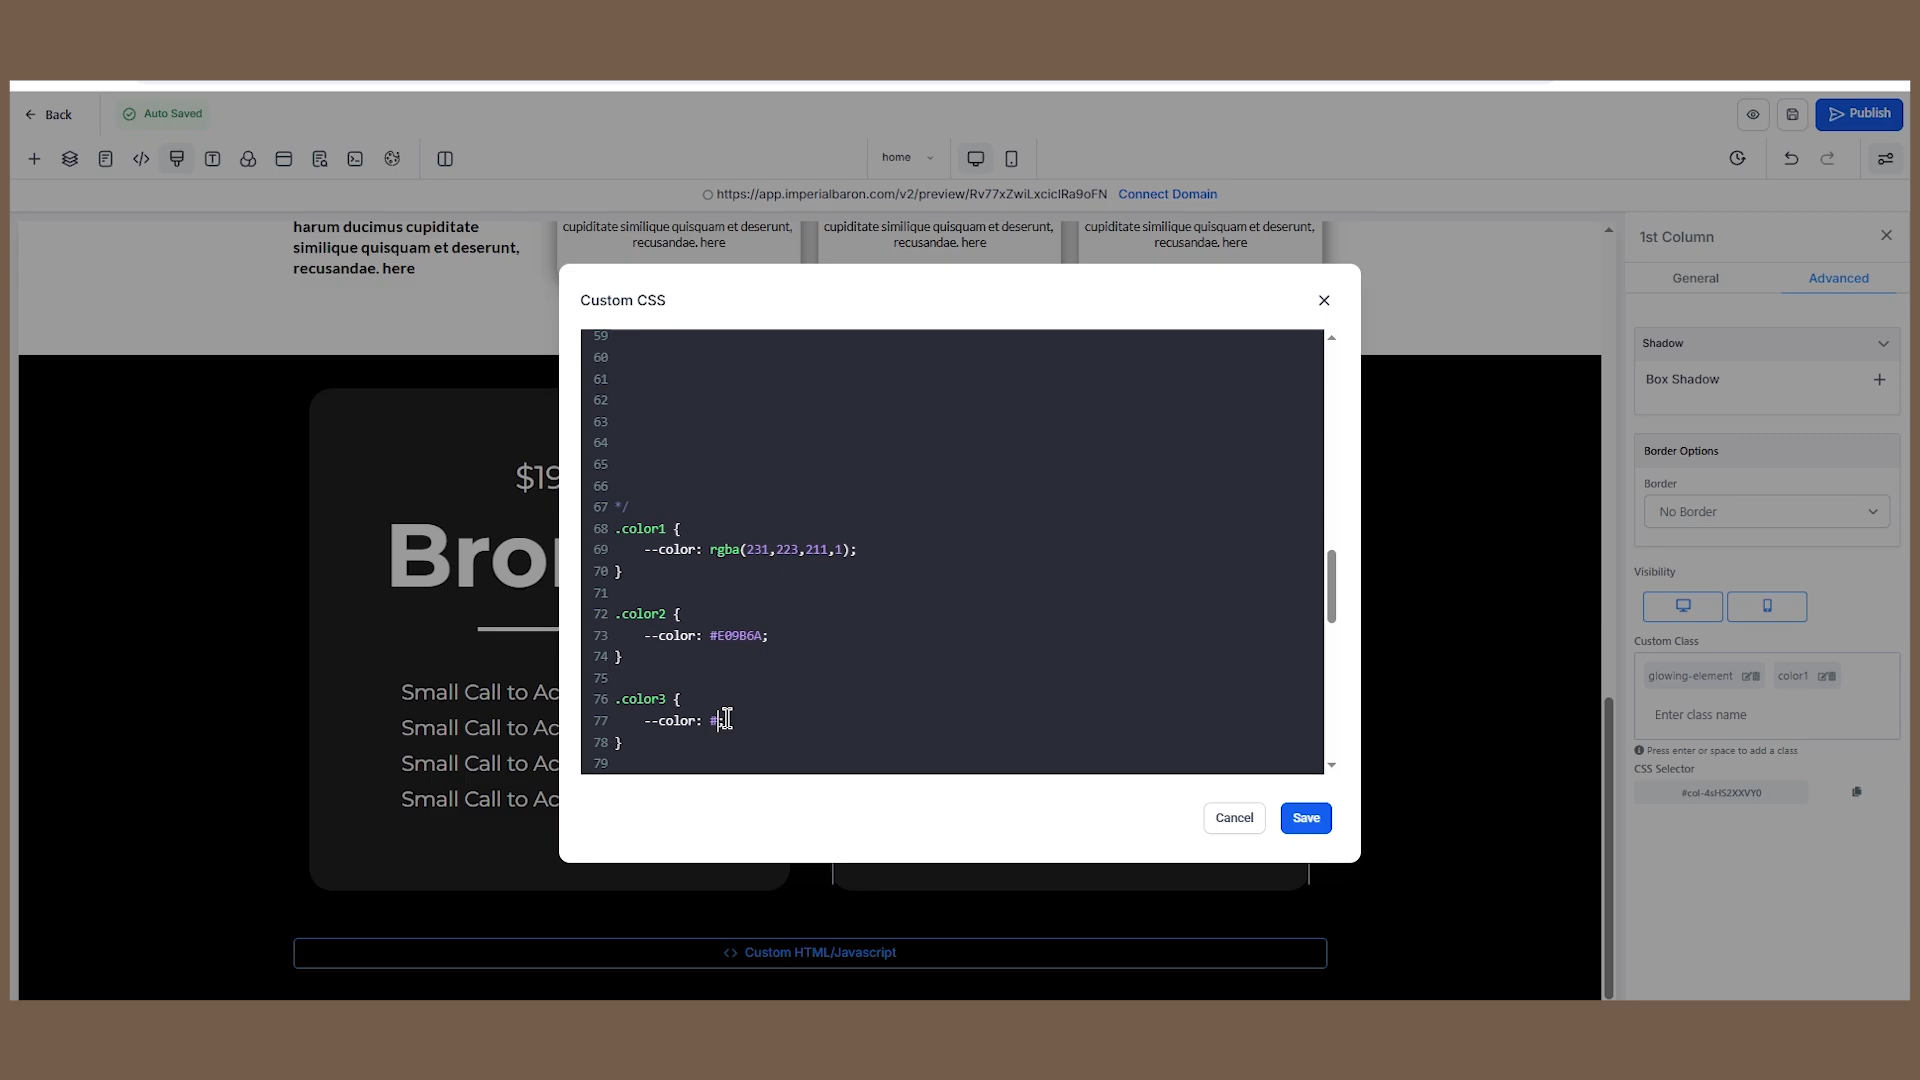 Back
Auto Saved
Publish
home
https://app.imperialbaron.com/v2/preview/Rv77xZwiLxciclRa9oFN Connect Domain
harum ducimus cupiditate
similique quisquam et deserunt,
recusandae. here
cupiditate similique quisquam et deserunt,
recusandae. here
cupiditate similique quisquam et deserunt,
recusandae. here
cupiditate similique quisquam et deserunt,
recusandae. here
1st Column
General
Advanced
Shadow
Box Shadow
Border Options
Border
No Border
Visibility
Custom Class
glowing-element
color1
Enter class name
Press enter or space to add a class
CSS Selector
#col-4sHS2XXVY0
Custom CSS
59
60
61
62
63
64
65
66
67 */
68 .color1 {
69 --color: rgba(231,223,211,1);
70 }
71
72 .color2 {
73 --color: #E09B6A;
74 }
75
76 .color3 {
77 --color: #;
78 }
79
Cancel
Save
$19
Bro
Small Call to Ac
Small Call to Ac
Small Call to Ac
Small Call to Ac
<> Custom HTML/Javascript